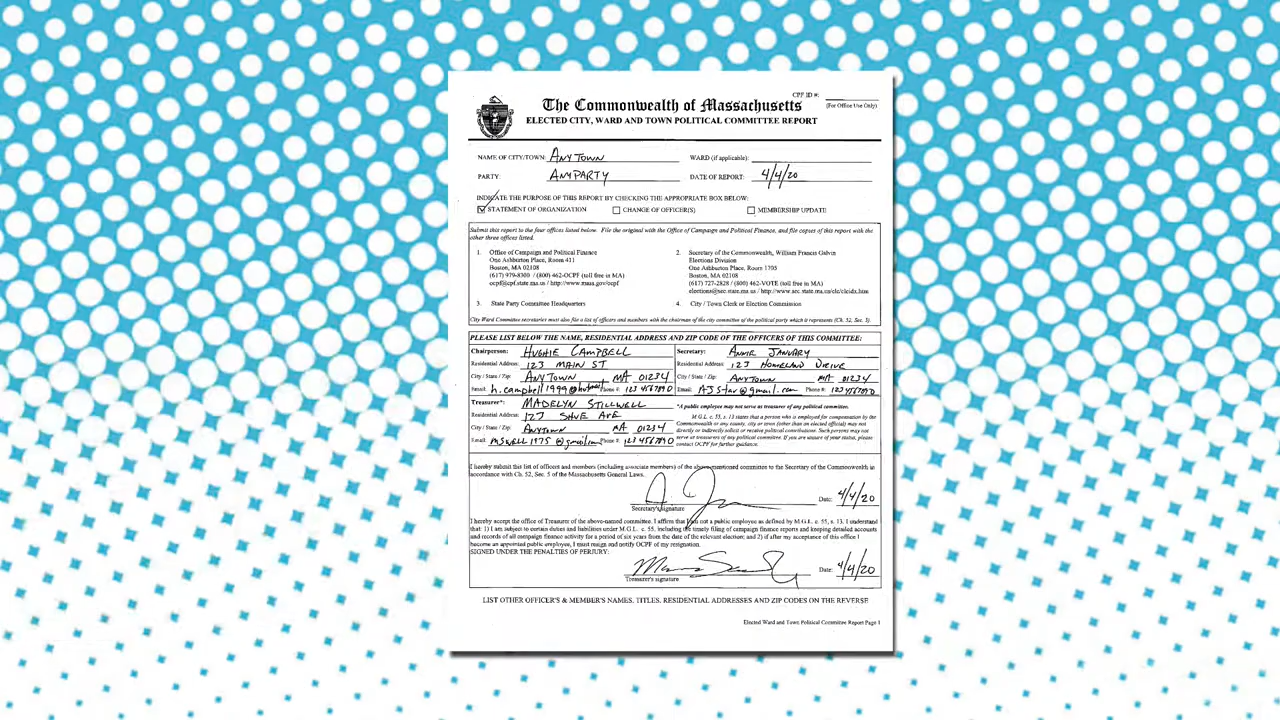 CPF ID #:
The Commonwealth of Massachusetts
(For Office Use Only)
ELECTED CITY, WARD AND TOWN POLITICAL COMMITTEE REPORT
NAME OF CITY/TOWN: ANYTOWN WARD (if applicable):
PARTY: ANYPARTY DATE OF REPORT: 4/4/20
INDICATE THE PURPOSE OF THIS REPORT BY CHECKING THE APPROPRIATE BOX BELOW:
STATEMENT OF ORGANIZATION CHANGE OF OFFICER(S) MEMBERSHIP UPDATE
Submit this report to the four offices listed below. File the original with the Office of Campaign and Political Finance, and file copies of this report with the
other three offices listed.
1. Office of Campaign and Political Finance
One Ashburton Place, Room 411
Boston, MA 02108
(617) 979-8300 / (800) 462-OCPF (toll free in MA)
ocpf@cpf.state.ma.us / http://www.mass.gov/ocpf
2. Secretary of the Commonwealth, William Francis Galvin
Elections Division
One Ashburton Place, Room 1705
Boston, MA 02108
(617) 727-2828 / (800) 462-VOTE (toll free in MA)
elections@sec.state.ma.us / http://www.sec.state.ma.us/ele/eleidx.htm
3. State Party Committee Headquarters
4. City / Town Clerk or Election Commission
City Ward Committee secretaries must also file a list of officers and members with the chairman of the city committee of the political party which it represents (Ch. 52, Sec. 5).
PLEASE LIST BELOW THE NAME, RESIDENTIAL ADDRESS AND ZIP CODE OF THE OFFICERS OF THIS COMMITTEE:
Chairperson: HUGHIE CAMPBELL
Residential Address: 123 MAIN ST
City / State / Zip: ANYTOWN MA 01234
Email: h.campbell1999@hotmail Phone #: 123 4567890
Secretary: ANNIE JANUARY
Residential Address: 123 HOMELAND DRIVE
City / State / Zip: ANYTOWN MA 01234
Email: AJStar@gmail.com Phone #: 123 4567890
Treasurer*: MADELYN STILLWELL
Residential Address: 123 AVE
City / State / Zip: ANYTOWN MA 01234
Email: @gmail.com Phone #: 123 4567890
*A public employee may not serve as treasurer of any political committee.
M.G.L. c. 55, s. 13 states that a person who is employed for compensation by the
Commonwealth or any county, city or town (other than an elected official) may not
directly or indirectly solicit or receive political contributions. Such persons may not
serve as treasurers of any political committee. If you are unsure of your status, please
contact OCPF for further guidance.
I hereby submit this list of officers and members (including associate members) of the above-mentioned committee to the Secretary of the Commonwealth in
accordance with Ch. 52, Sec. 5 of the Massachusetts General Laws.
Date: 4/4/20
Secretary's signature
I hereby accept the office of Treasurer of the above-named committee. I affirm that I am not a public employee as defined by M.G.L. c. 55, s. 13. I understand
that: 1) I am subject to certain duties and liabilities under M.G.L. c. 55, including the timely filing of campaign finance reports and keeping detailed accounts
and records of all campaign finance activity for a period of six years from the date of the relevant election; and 2) if after my acceptance of this office I
become an appointed public employee, I must resign and notify OCPF of my resignation.
SIGNED UNDER THE PENALTIES OF PERJURY:
Date: 4/4/20
Treasurer's signature
LIST OTHER OFFICER'S & MEMBER'S NAMES, TITLES, RESIDENTIAL ADDRESSES AND ZIP CODES ON THE REVERSE
Elected Ward and Town Political Committee Report Page 1